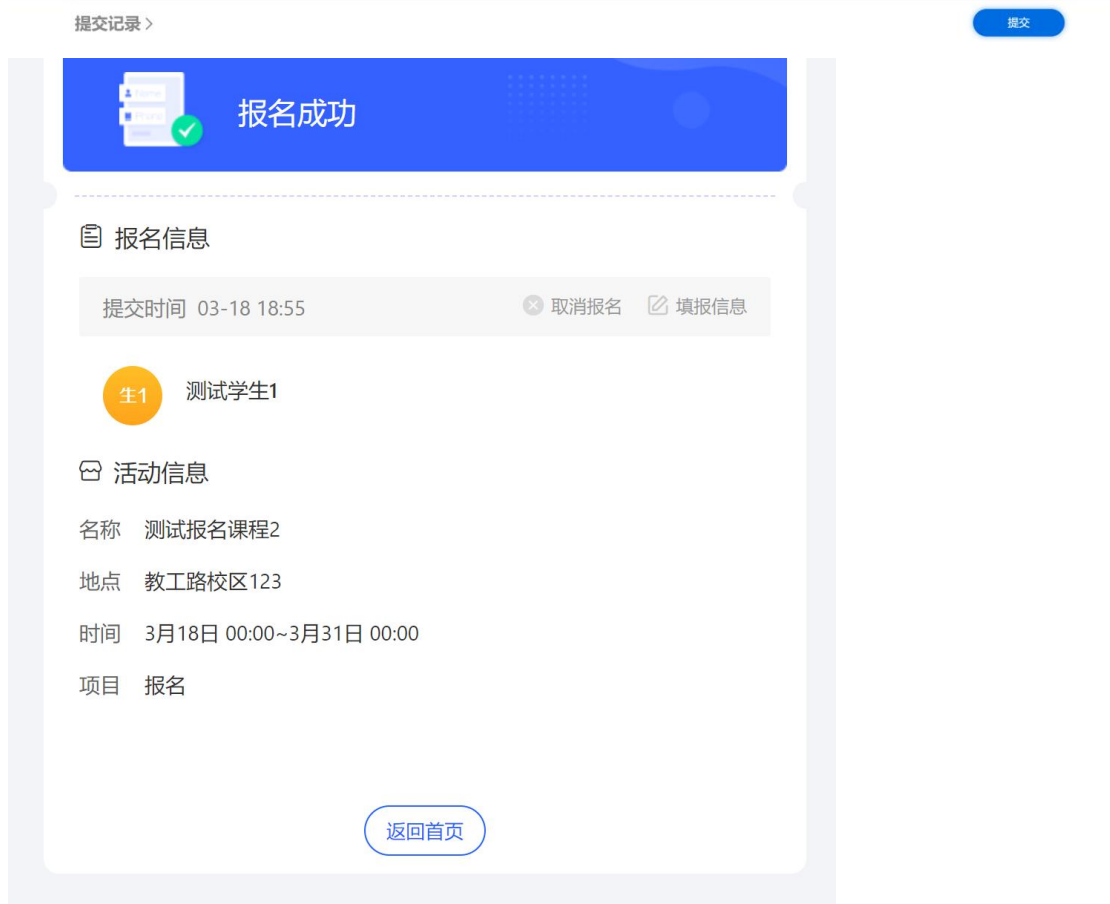 提交记录 >
提交
报名成功
报名信息
提交时间 03-18 18:55 取消报名 填报信息
生1 测试学生1
活动信息
名称 测试报名课程2
地点 教工路校区123
时间 3月18日 00:00~3月31日 00:00
项目 报名
返回首页